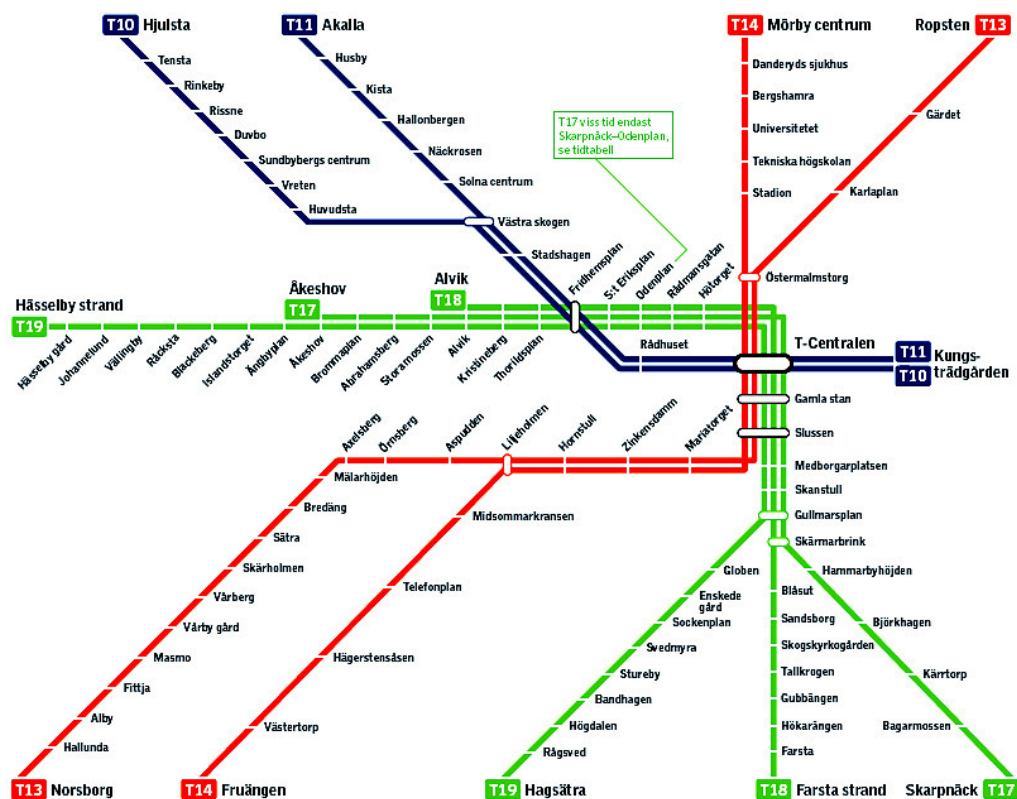 T10 Hjulsta
T11 Akalla
T14 Mörby centrum
Ropsten T13
Tensta
Rinkeby
Rissne
Duvbo
Sundbybergs centrum
Vreten
Huvudsta
Husby
Kista
Hallonbergen
Näckrosen
Solna centrum
Västra skogen
Stadshagen
T17 viss tid endast
Skarpnäck–Odenplan,
se tidtabell
Danderyds sjukhus
Bergshamra
Universitetet
Tekniska högskolan
Stadion
Gärdet
Karlaplan
Östermalmstorg
Fridhemsplan
S:t Eriksplan
Odenplan
Rådmansgatan
Hötorget
Hässelby strand
T19
Åkeshov
T17
Alvik
T18
Hässelby gård
Johannelund
Vällingby
Råcksta
Blackeberg
Islandstorget
Ängbyplan
Åkeshov
Brommaplan
Abrahamsberg
Stora mossen
Alvik
Kristineberg
Thorildsplan
Rådhuset
T-Centralen
T11
T10
Kungs-
trädgården
Gamla stan
Slussen
Medborgarplatsen
Skanstull
Gullmarsplan
Skärmarbrink
Axelsberg
Örnsberg
Aspudden
Liljeholmen
Hornstull
Zinkensdamm
Mariatorget
Mälarhöjden
Bredäng
Sätra
Skärholmen
Vårberg
Vårby gård
Masmo
Fittja
Alby
Hallunda
Midsommarkransen
Telefonplan
Hägerstensåsen
Västertorp
Globen
Enskede
gård
Sockenplan
Svedmyra
Stureby
Bandhagen
Högdalen
Rågsved
Blåsut
Sandsborg
Skogskyrkogården
Tallkrogen
Gubbängen
Hökarängen
Farsta
Hammarbyhöjden
Björkhagen
Kärrtorp
Bagarmossen
T13 Norsborg
T14 Fruängen
T19 Hagsätra
T18 Farsta strand
Skarpnäck T17